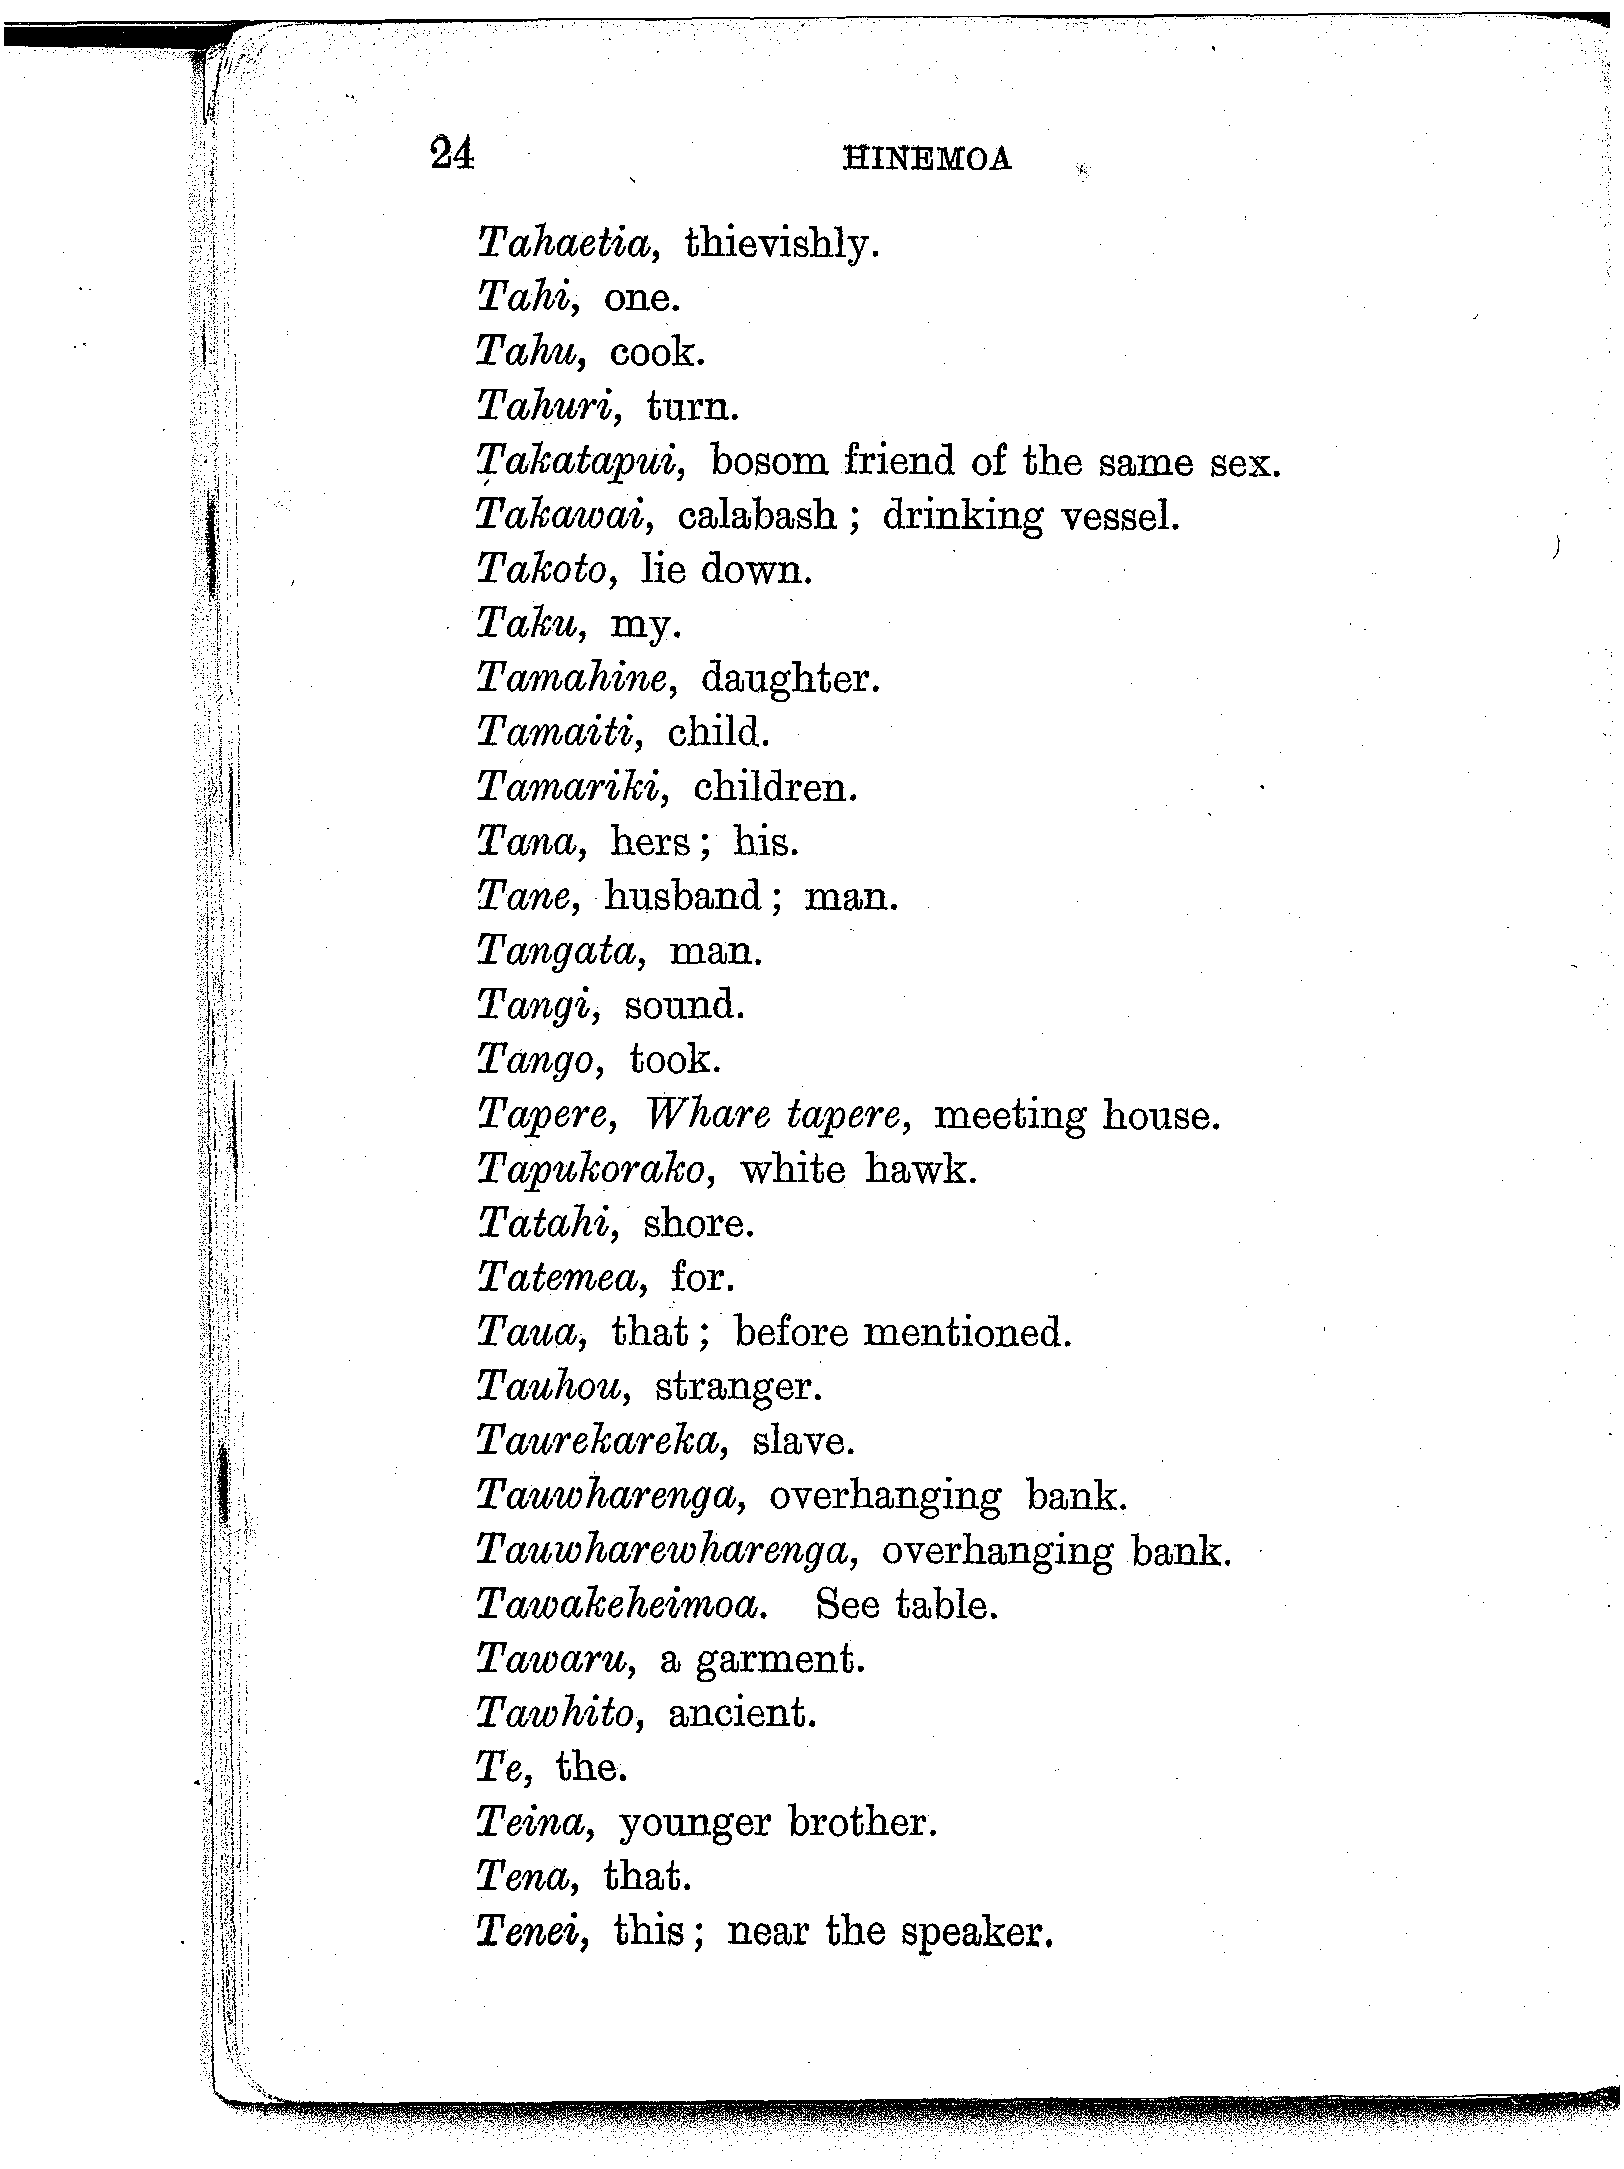 24 HINEMOA
Tahaetia, thievishly.
Tahi, one.
Tahu, cook.
Tahuri, turn.
Takatapui, bosom friend of the same sex.
Takawai, calabash ; drinking vessel.
Takoto, lie down.
Taku, my.
Tamahine, daughter.
Tamaiti, child.
Tamariki, children.
Tana, hers ; his.
Tane, husband ; man.
Tangata, man.
Tangi, sound.
Tango, took.
Tapere, Whare tapere, meeting house.
Tapukorako, white hawk.
Tatahi, shore.
Tatemea, for.
Taua, that ; before mentioned.
Tauhou, stranger.
Taurekareka, slave.
Tauwharenga, overhanging bank.
Tauwharewharenga, overhanging bank.
Tawakeheimoa. See table.
Tawaru, a garment.
Tawhito, ancient.
Te, the.
Teina, younger brother.
Tena, that.
Tenei, this ; near the speaker.